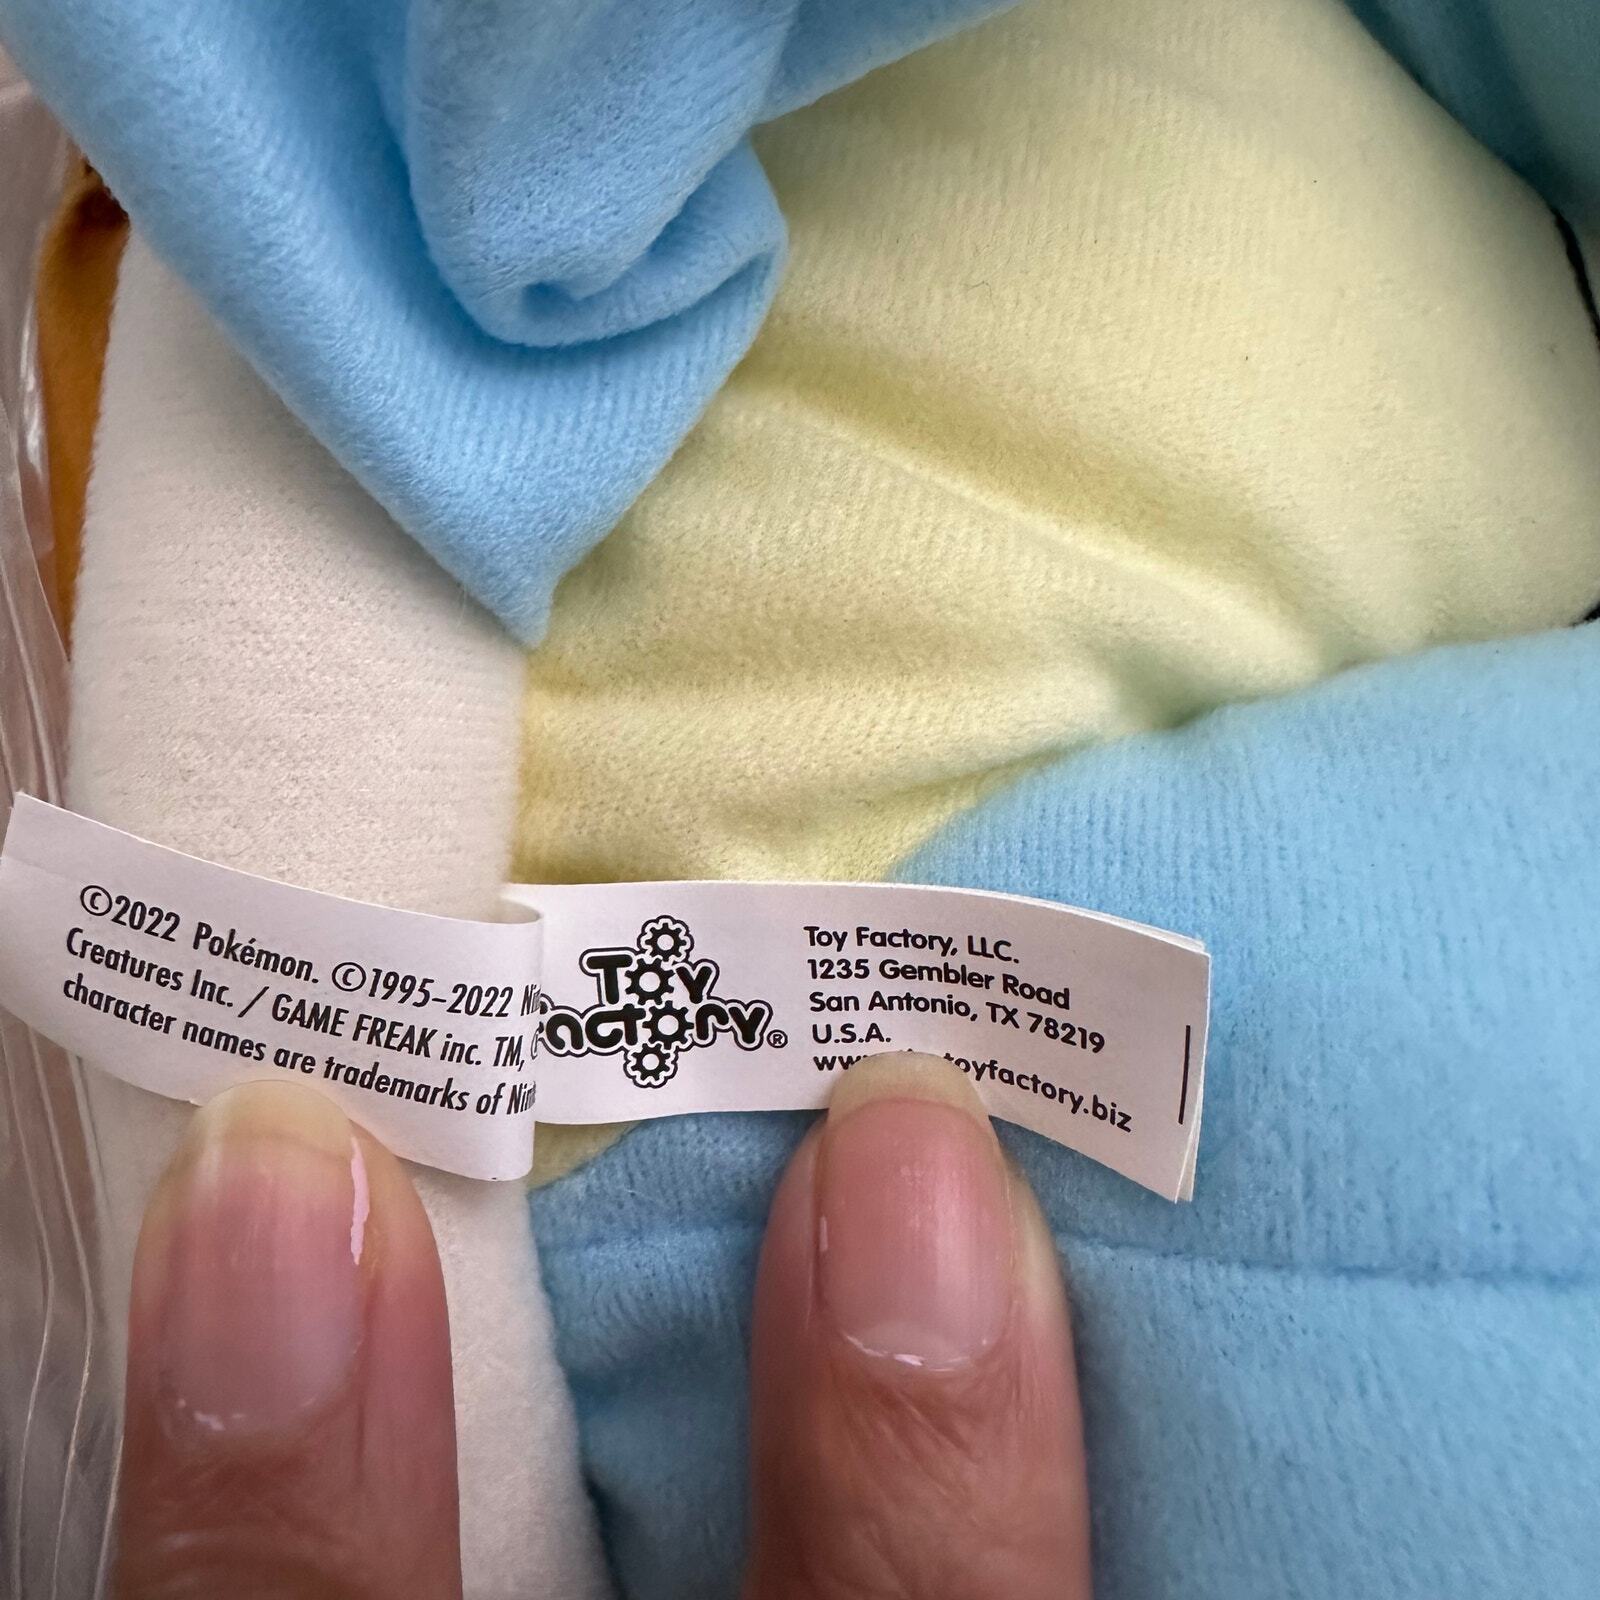 ©2022 Pokémon. ©1995-2022
Creatures Inc. / GAME FREAK inc. TM,
character names are trademarks of
Toy
Factory®
Toy Factory, LLC.
1235 Gembler Road
San Antonio, TX 78219
U.S.A.
toyfactory.biz